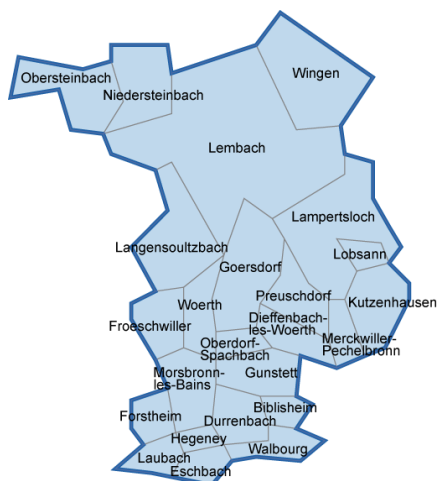 Wingen
Obersteinbach
Niedersteinbach
Lembach
Lampertsloch
Langensoultzbach
Lobsann
Goersdorf
Preuschdorf
Kutzenhausen
Woerth
Dieffenbach-
lès-Woerth
Froeschwiller
Merckwiller-
Pechelbronn
Oberdorf-
Spachbach
Morsbronn-
les-Bains
Gunstett
Biblisheim
Forstheim
Durrenbach
Hegeney
Walbourg
Laubach
Eschbach